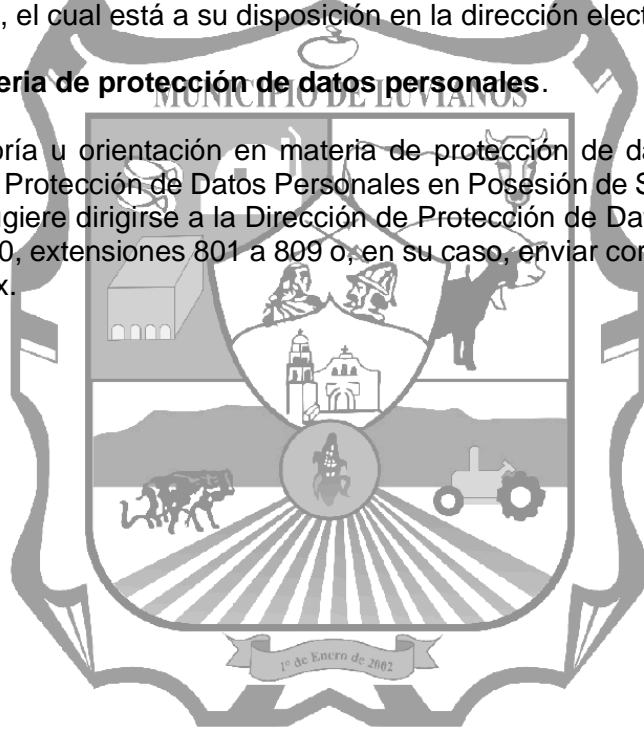 , el cual está a su disposición en la dirección elect
eria de protección de datos personales.
MUNICIPIO DE LUVIANOS
oría u orientación en materia de protección de da
Protección de Datos Personales en Posesión de S
ugiere dirigirse a la Dirección de Protección de Dat
0, extensiones 801 a 809 o, en su caso, enviar cor
x.
1º de Enero de 2002